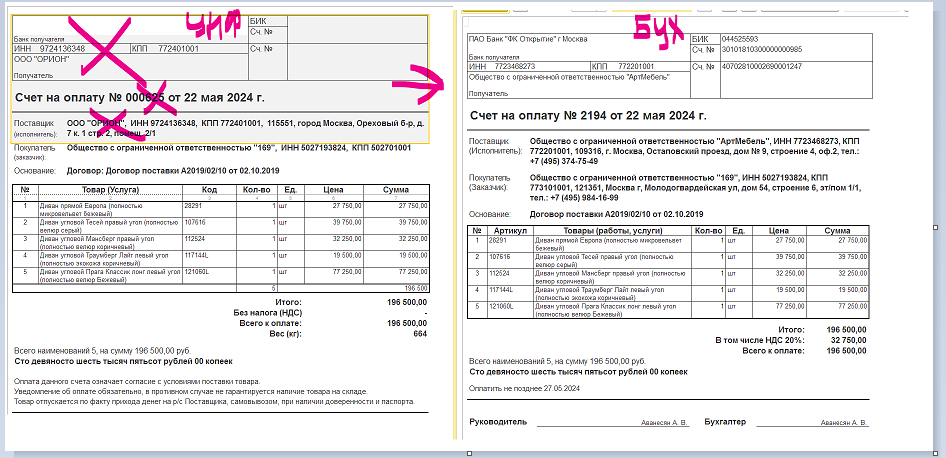 УНФ
БИК
Сч. №
Банк получателя
ИНН 9724136348 КПП 772401001 Сч. №
ООО "ОРИОН"
Получатель
Счет на оплату № 000625 от 22 мая 2024 г.
Поставщик (исполнитель): ООО "ОРИОН", ИНН 9724136348, КПП 772401001, 115551, город Москва, Ореховый б-р, д.
7 к. 1 стр. 2, помещ. 2/1
Покупатель (заказчик): Общество с ограниченной ответственностью "169", ИНН 5027193824, КПП 502701001
Основание: Договор: Договор поставки А2019/02/10 от 02.10.2019
№ Товар (Услуга) Код Кол-во Ед. Цена Сумма
1 2 3 4 5 6 7
1 Диван прямой Европа (полностью 28291 1 шт 27 750,00 27 750,00
микровельвет бежевый)
2 Диван угловой Тесей правый угол (полностью 107616 1 шт 39 750,00 39 750,00
велюр серый)
3 Диван угловой Мансберг правый угол 112524 1 шт 32 250,00 32 250,00
(полностью велюр коричневый)
4 Диван угловой Траумберг Лайт левый угол 117144L 1 шт 19 500,00 19 500,00
(полностью экокожа коричневый)
5 Диван угловой Прага Классик лонг левый угол 121060L 1 шт 77 250,00 77 250,00
(полностью велюр Бежевый)
5 196 500
Итого: 196 500,00
Без налога (НДС) -
Всего к оплате: 196 500,00
Вес (кг): 664
Всего наименований 5, на сумму 196 500,00 руб.
Сто девяносто шесть тысяч пятьсот рублей 00 копеек
Оплата данного счета означает согласие с условиями поставки товара.
Уведомление об оплате обязательно, в противном случае не гарантируется наличие товара на складе.
Товар отпускается по факту прихода денег на р/с Поставщика, самовывозом, при наличии доверенности и паспорта.
БУХ
ПАО Банк "ФК Открытие" г Москва БИК 044525593
Сч. № 30101810300000000985
Банк получателя
ИНН 7723468273 КПП 772201001 Сч. № 40702810002690001247
Общество с ограниченной ответственностью "АртМебель"
Получатель
Счет на оплату № 2194 от 22 мая 2024 г.
Поставщик (Исполнитель): Общество с ограниченной ответственностью "АртМебель", ИНН 7723468273, КПП
772201001, 109316, г. Москва, Остаповский проезд, дом № 9, строение 4, оф.2, тел.:
+7 (495) 374-75-49
Покупатель (Заказчик): Общество с ограниченной ответственностью "169", ИНН 5027193824, КПП
773101001, 121351, Москва г, Молодогвардейская ул, дом 54, строение 6, эт/пом 1/1,
тел.: +7 (495) 984-16-99
Основание: Договор поставки А2019/02/10 от 02.10.2019
№ Артикул Товары (работы, услуги) Кол-во Ед. Цена Сумма
1 28291 Диван прямой Европа (полностью микровельвет 1 шт 27 750,00 27 750,00
бежевый)
2 107616 Диван угловой Тесей правый угол (полностью 1 шт 39 750,00 39 750,00
велюр серый)
3 112524 Диван угловой Мансберг правый угол (полностью 1 шт 32 250,00 32 250,00
велюр коричневый)
4 117144L Диван угловой Траумберг Лайт левый угол 1 шт 19 500,00 19 500,00
(полностью экокожа коричневый)
5 121060L Диван угловой Прага Классик лонг левый угол 1 шт 77 250,00 77 250,00
(полностью велюр Бежевый)
Итого: 196 500,00
В том числе НДС 20%: 32 750,00
Всего к оплате: 196 500,00
Всего наименований 5, на сумму 196 500,00 руб.
Сто девяносто шесть тысяч пятьсот рублей 00 копеек
Оплатить не позднее 27.05.2024
Руководитель Аванесян А. В. Бухгалтер Аванесян А. В.